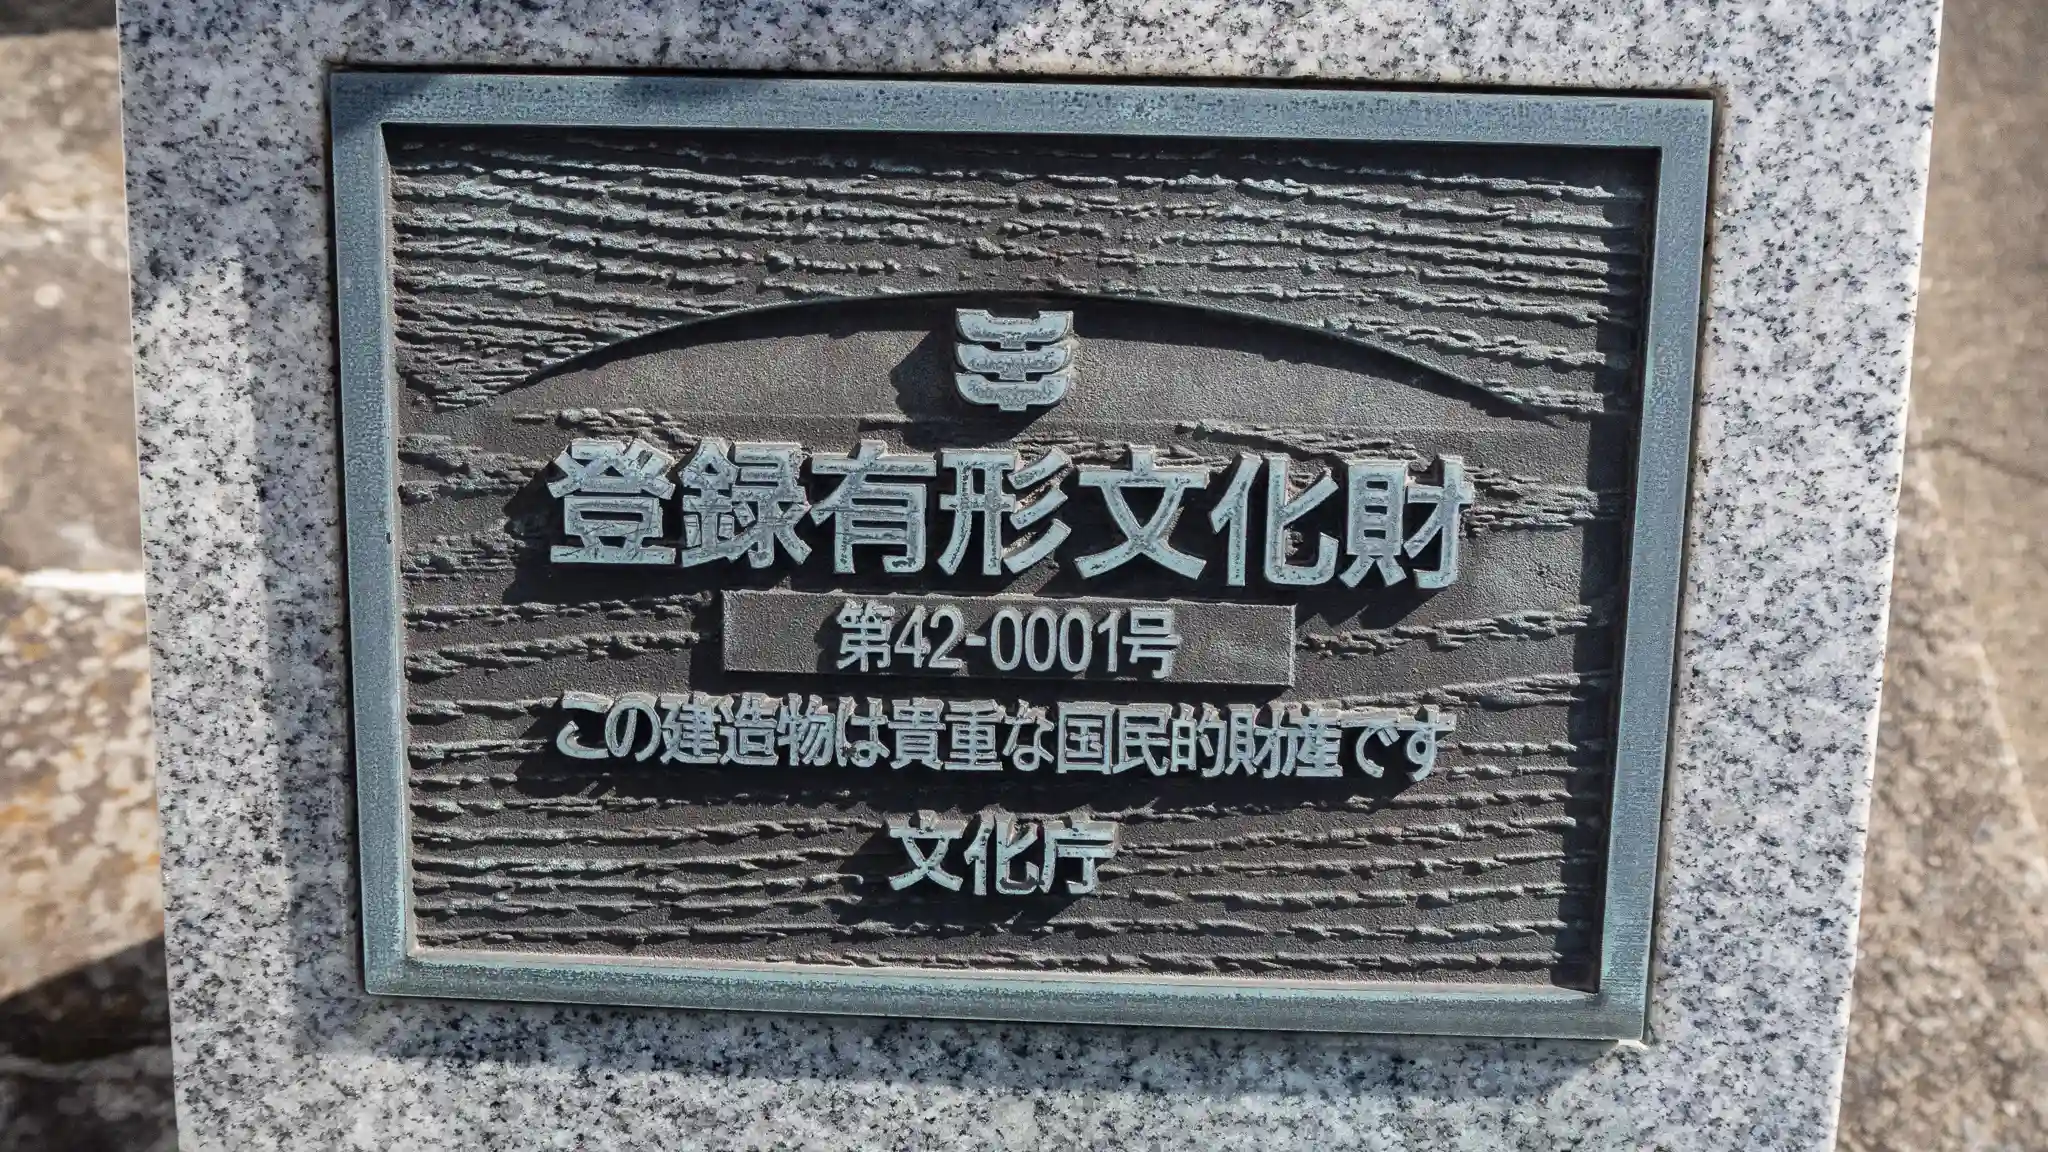 登録有形文化財
第42-0001号
この建造物は貴重な国民的財産です
文化庁